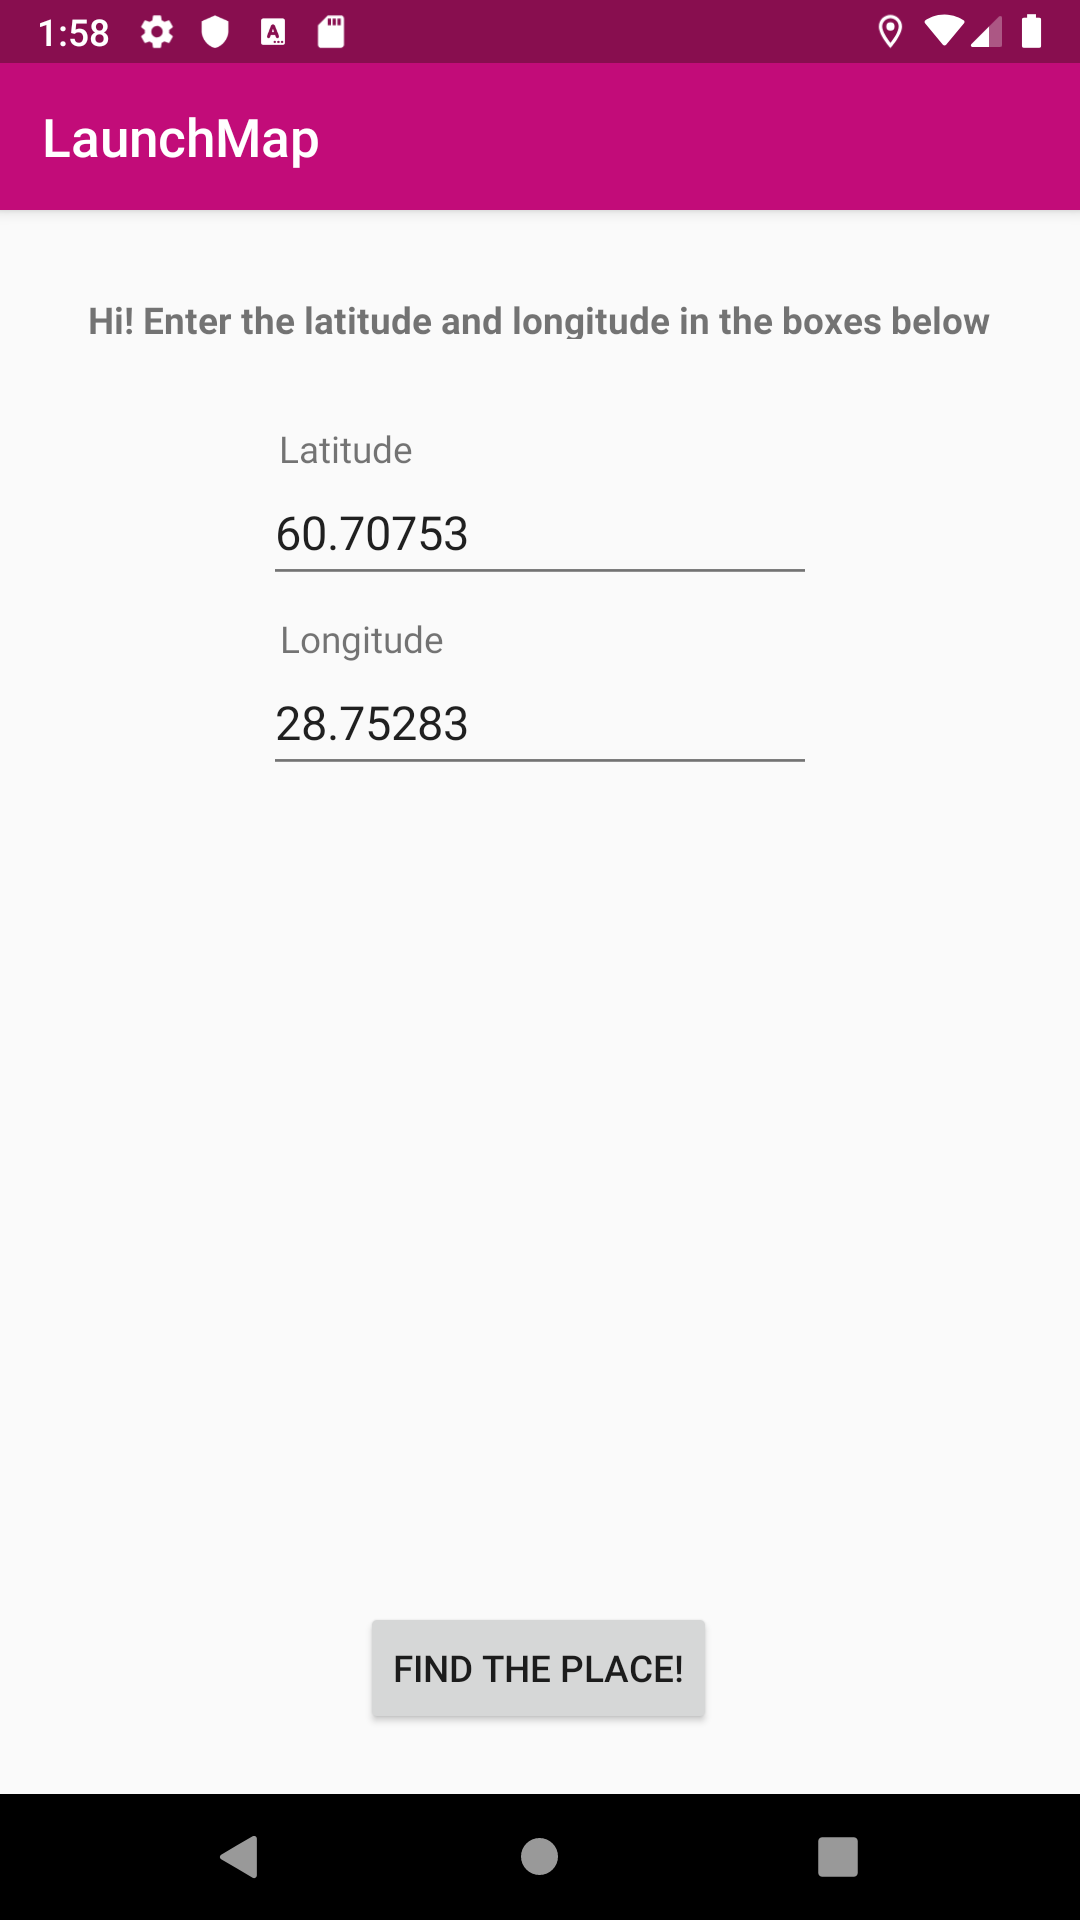 1:58
LaunchMap
Hi! Enter the latitude and longitude in the boxes below
Latitude
60.70753
Longitude
28.75283
FIND THE PLACE!